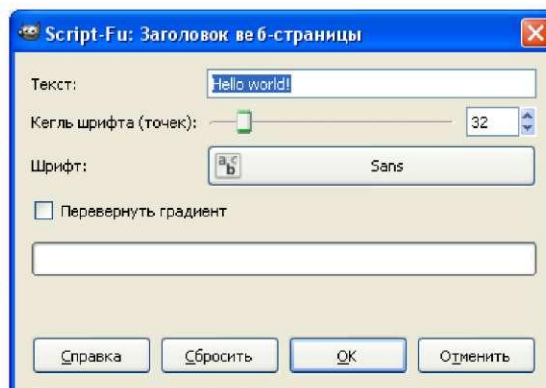 Script-Fu: Заголовок веб-страницы
Текст: Hello world!
Кегль шрифта (точек): 32
Шрифт: abc Sans
Перевернуть градиент
Справка Сбросить OK Отменить